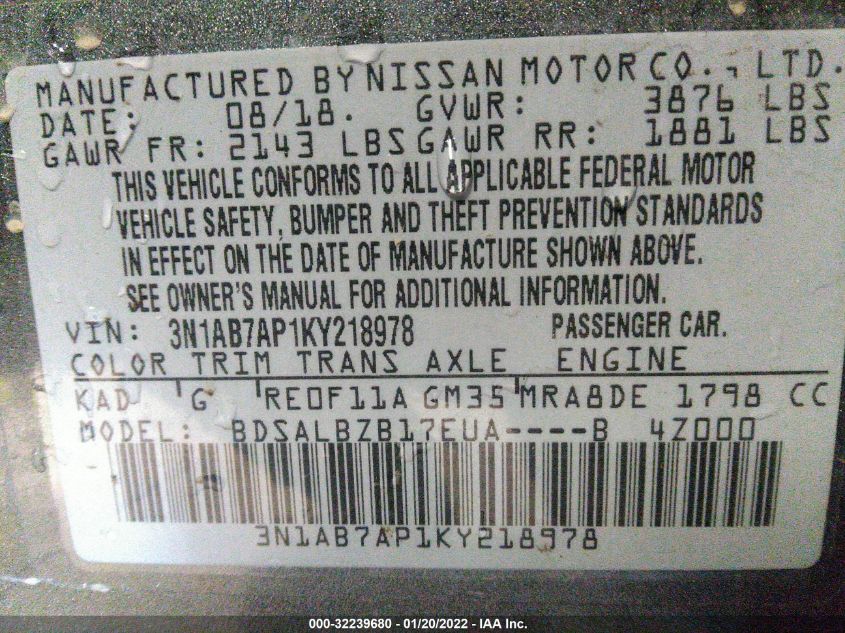 MANUFACTURED BY NISSAN MOTOR CO., LTD.
DATE: 08/18. GVWR: 3876 LBS
GAWR FR: 2143 LBS GAWR RR: 1881 LBS
THIS VEHICLE CONFORMS TO ALL APPLICABLE FEDERAL MOTOR
VEHICLE SAFETY, BUMPER AND THEFT PREVENTION STANDARDS
IN EFFECT ON THE DATE OF MANUFACTURE SHOWN ABOVE.
SEE OWNER'S MANUAL FOR ADDITIONAL INFORMATION.
VIN: 3N1AB7AP1KY218978 PASSENGER CAR.
COLOR TRIM TRANS AXLE ENGINE
KAD G RE0F11A GM35 MRA8DE 1798 CC
MODEL: BDSALBZB17EUA----B 4Z000
3N1AB7AP1KY218978
000-32239680 - 01/20/2022 - IAA Inc.